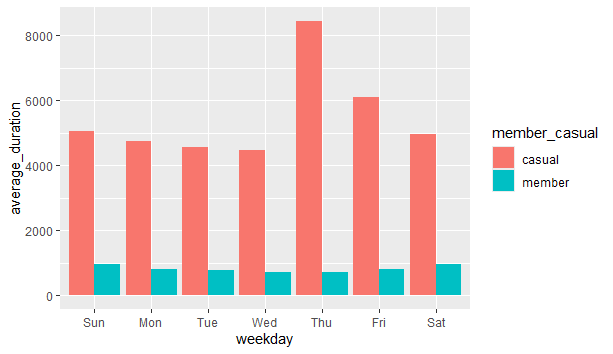 average_duration
8000
6000
4000
2000
0
Sun Mon Tue Wed Thu Fri Sat
weekday
member_casual
casual
member